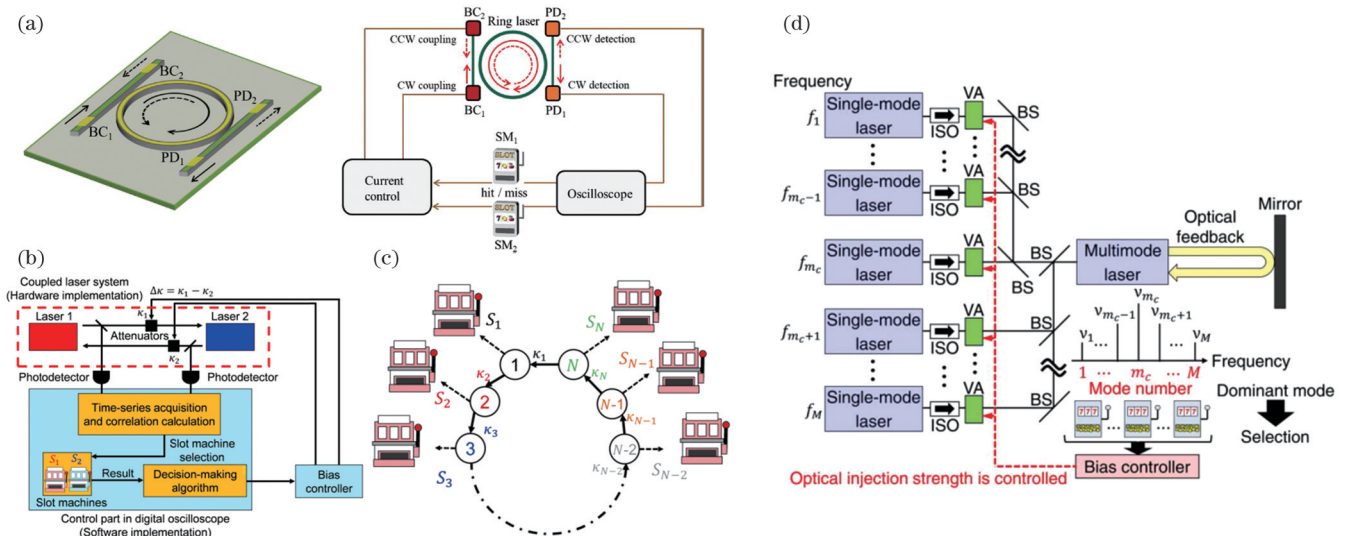 (a)
BC2
PD2
BC1
PD1
BC2
Ring laser
PD2
CCW coupling
CCW detection
CW coupling
CW detection
BC1
PD1
SM1
SLOT
Current
control
hit / miss
Oscilloscope
SLOT
SM2
(b)
Coupled laser system
(Hardware implementation)
Δκ = κ1 − κ2
Laser 1
κ1
Laser 2
Attenuators
κ2
Photodetector
Photodetector
Time-series acquisition
and correlation calculation
Slot machine
selection
S1
S2
Result
Decision-making
algorithm
Bias
controller
Slot machines
Control part in digital oscilloscope
(Software implementation)
(c)
S1
SN
1
κ1
N
S2
κ2
κN
SN−1
2
N-1
κ3
κN−1
3
N-2
S3
κN−2
SN−2
(d)
Frequency
f1
Single-mode
laser
ISO
VA
BS
fmc−1
Single-mode
laser
ISO
VA
BS
fmc
Single-mode
laser
ISO
VA
BS
BS
Multimode
laser
Optical
feedback
Mirror
fmc+1
Single-mode
laser
ISO
VA
BS
fM
Single-mode
laser
ISO
VA
BS
νmc
νmc−1
νmc+1
ν1
νM
Frequency
1 ... mc ... M
Mode number
Dominant mode
777
777
777
Selection
Bias controller
Optical injection strength is controlled